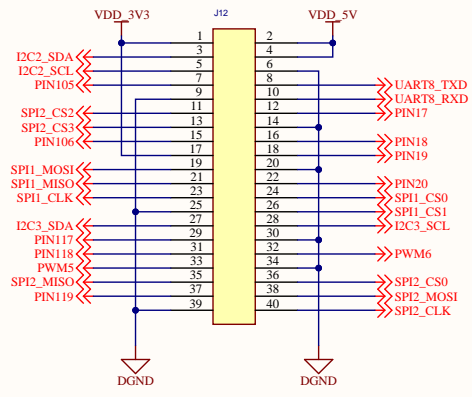 VDD_3V3 J12 VDD_5V
1 2
I2C2_SDA 3 4
I2C2_SCL 5 6
PIN105 7 8 UART8_TXD
9 10 UART8_RXD
SPI2_CS2 11 12 PIN17
SPI2_CS3 13 14
PIN106 15 16 PIN18
17 18 PIN19
SPI1_MOSI 19 20
SPI1_MISO 21 22 PIN20
SPI1_CLK 23 24 SPI1_CS0
25 26 SPI1_CS1
I2C3_SDA 27 28 I2C3_SCL
PIN117 29 30
PIN118 31 32 PWM6
PWM5 33 34
SPI2_MISO 35 36 SPI2_CS0
PIN119 37 38 SPI2_MOSI
39 40 SPI2_CLK
DGND DGND